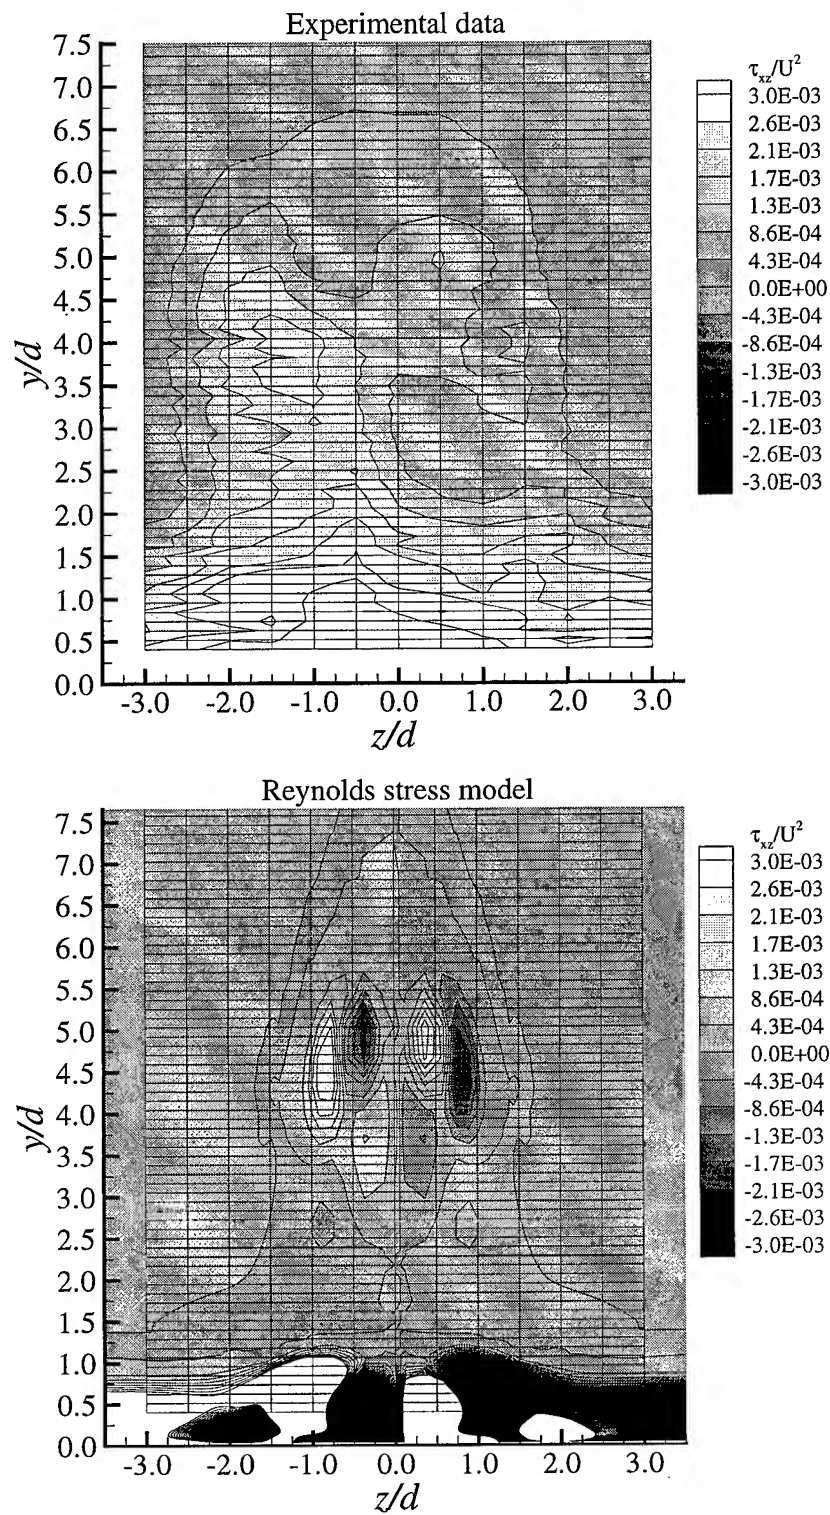 Experimental data
7.5
7.0
6.5
6.0
5.5
5.0
4.5
4.0
3.5
3.0
2.5
2.0
1.5
1.0
0.5
0.0
y/d
-3.0 -2.0 -1.0 0.0 1.0 2.0 3.0
z/d
τxz/U²
3.0E-03
2.6E-03
2.1E-03
1.7E-03
1.3E-03
8.6E-04
4.3E-04
0.0E+00
-4.3E-04
-8.6E-04
-1.3E-03
-1.7E-03
-2.1E-03
-2.6E-03
-3.0E-03
Reynolds stress model
7.5
7.0
6.5
6.0
5.5
5.0
4.5
4.0
3.5
3.0
2.5
2.0
1.5
1.0
0.5
0.0
y/d
-3.0 -2.0 -1.0 0.0 1.0 2.0 3.0
z/d
τxz/U²
3.0E-03
2.6E-03
2.1E-03
1.7E-03
1.3E-03
8.6E-04
4.3E-04
0.0E+00
-4.3E-04
-8.6E-04
-1.3E-03
-1.7E-03
-2.1E-03
-2.6E-03
-3.0E-03